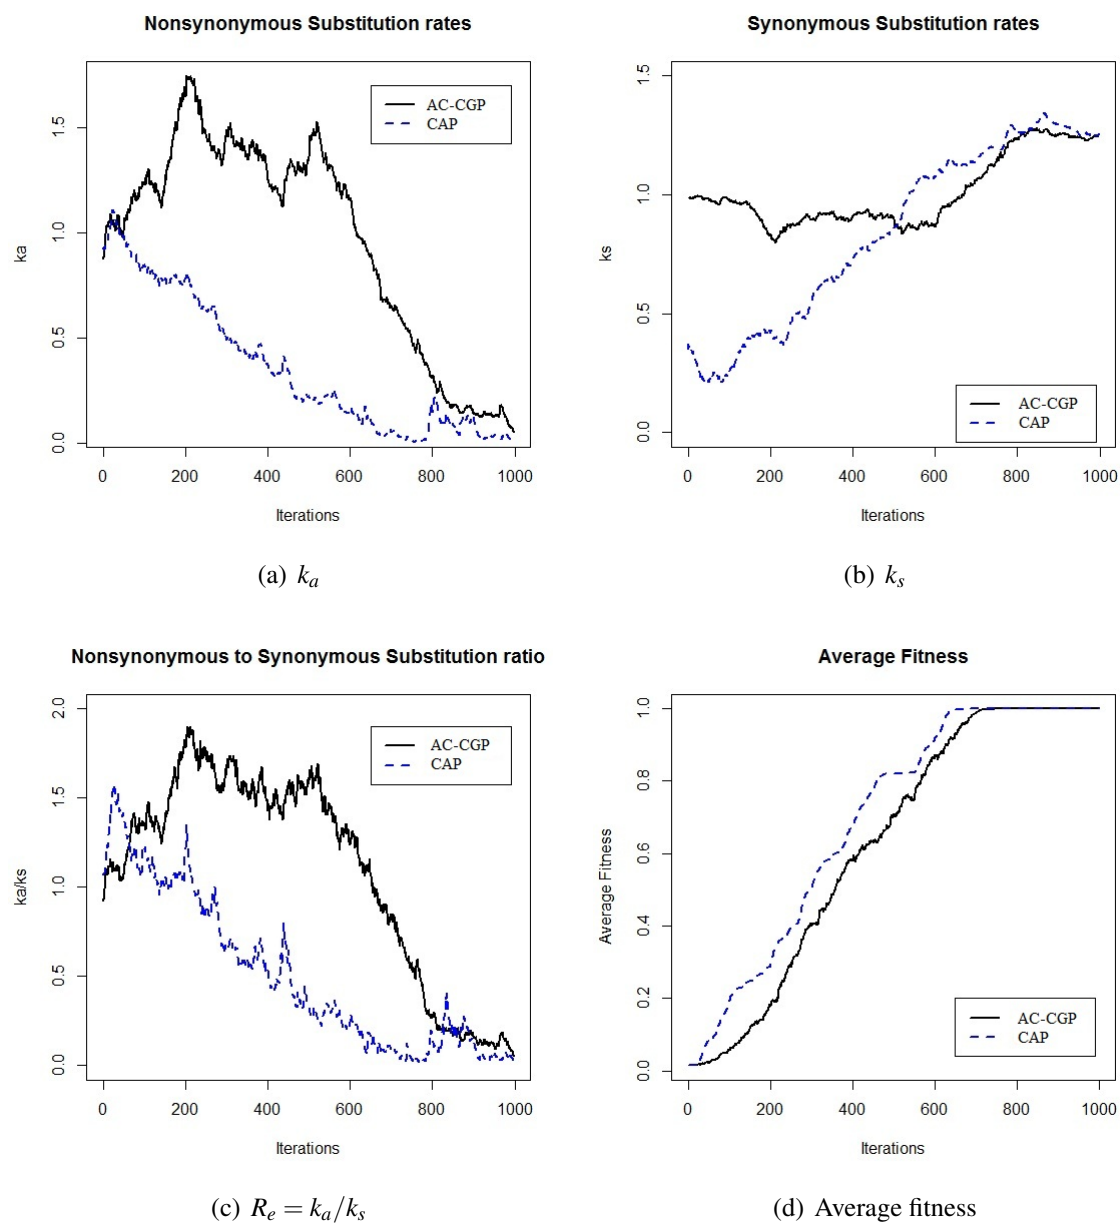 Nonsynonymous Substitution rates
ka
0.0 0.5 1.0 1.5
AC-CGP
CAP
0 200 400 600 800 1000
Iterations
(a) kₐ
Synonymous Substitution rates
ks
0.0 0.5 1.0 1.5
AC-CGP
CAP
0 200 400 600 800 1000
Iterations
(b) kₛ
Nonsynonymous to Synonymous Substitution ratio
ka/ks
0.0 0.5 1.0 1.5 2.0
AC-CGP
CAP
0 200 400 600 800 1000
Iterations
(c) Rₑ = kₐ/kₛ
Average Fitness
Average Fitness
0.0 0.2 0.4 0.6 0.8 1.0
AC-CGP
CAP
0 200 400 600 800 1000
Iterations
(d) Average fitness